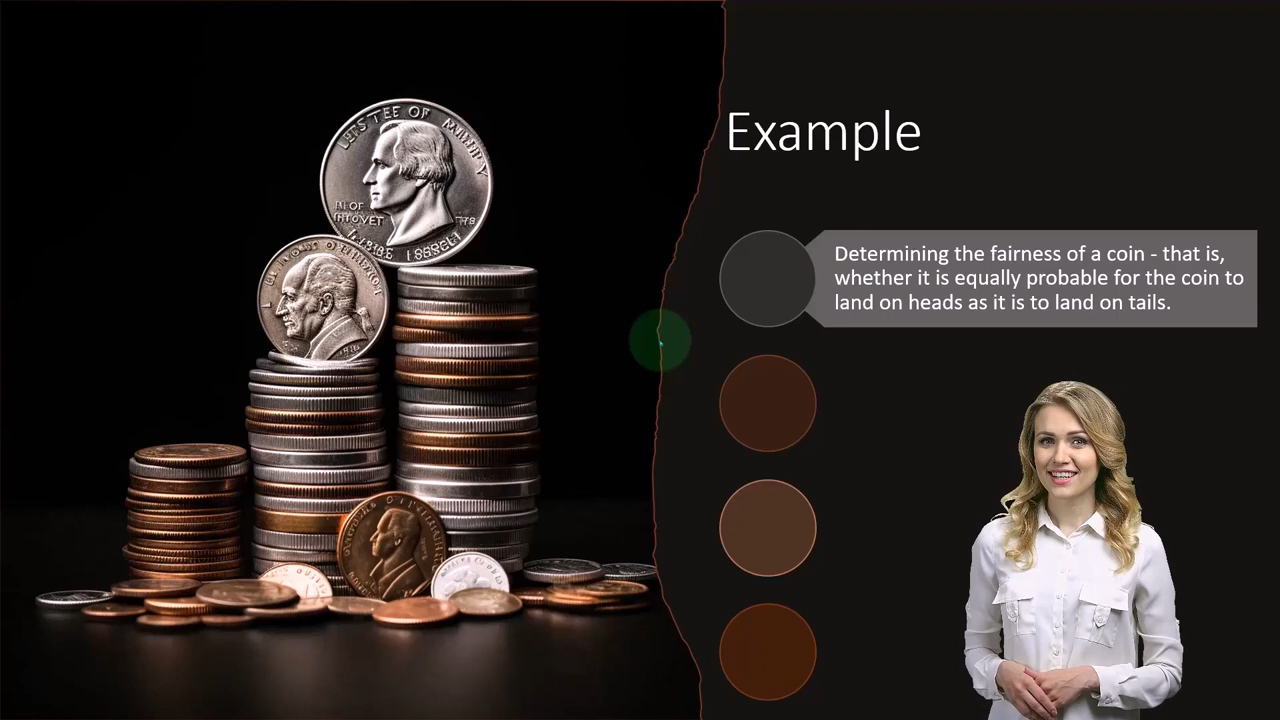 Example
Determining the fairness of a coin - that is,
whether it is equally probable for the coin to
land on heads as it is to land on tails.